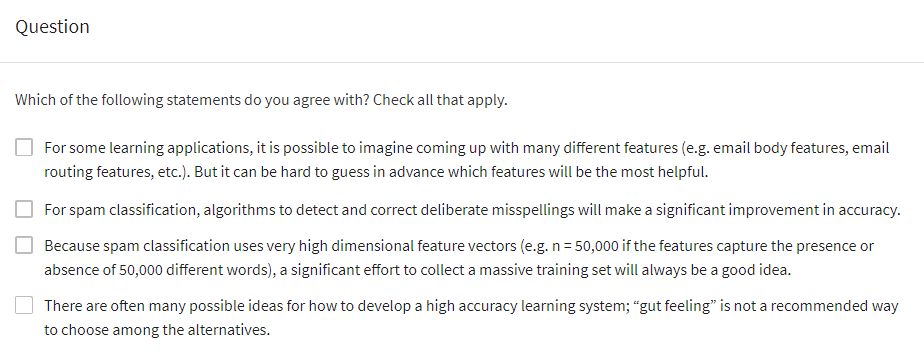 Question
Which of the following statements do you agree with? Check all that apply.
For some learning applications, it is possible to imagine coming up with many different features (e.g. email body features, email
routing features, etc.). But it can be hard to guess in advance which features will be the most helpful.
For spam classification, algorithms to detect and correct deliberate misspellings will make a significant improvement in accuracy.
Because spam classification uses very high dimensional feature vectors (e.g. n = 50,000 if the features capture the presence or
absence of 50,000 different words), a significant effort to collect a massive training set will always be a good idea.
There are often many possible ideas for how to develop a high accuracy learning system; “gut feeling” is not a recommended way
to choose among the alternatives.